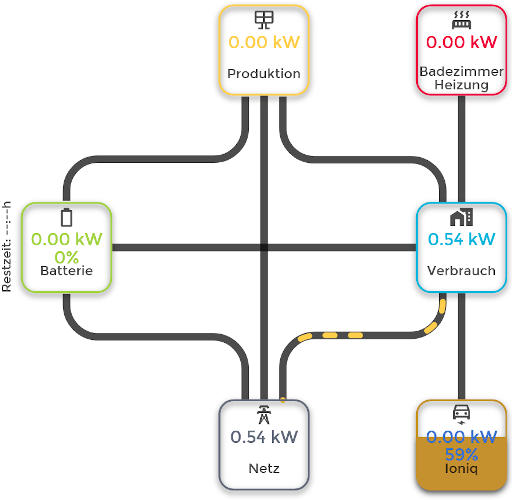 0.00 kW
Produktion
0.00 kW
Badezimmer
Heizung
Restzeit: --:--h
0.00 kW
0%
Batterie
0.54 kW
Verbrauch
0.54 kW
Netz
0.00 kW
59%
Ioniq